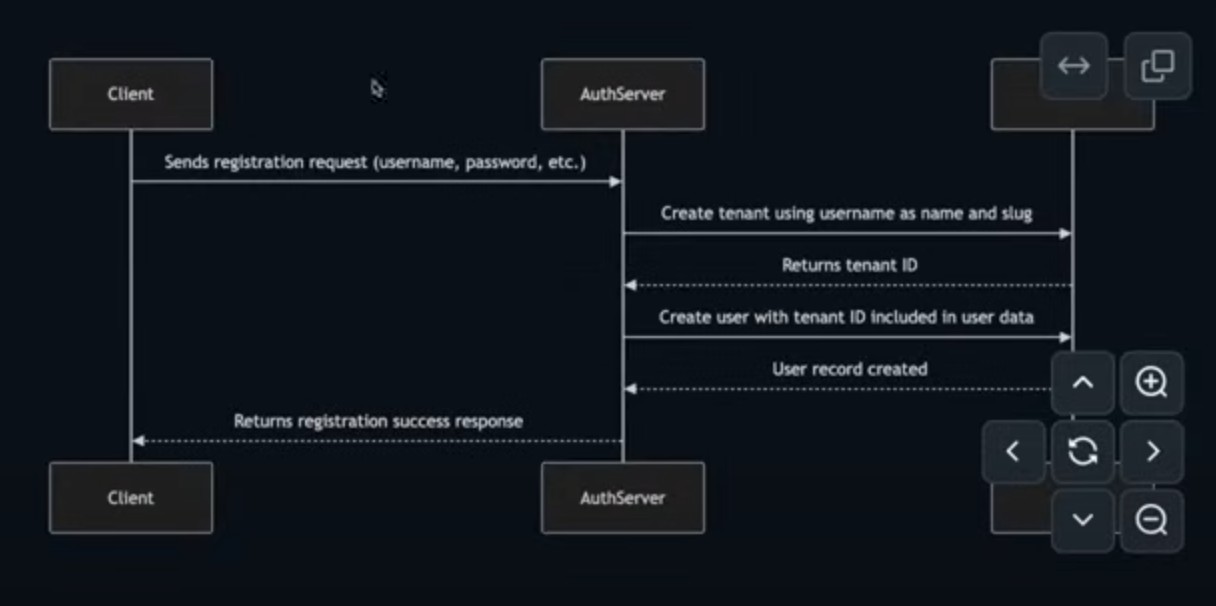 Client
AuthServer
Sends registration request (username, password, etc.)
Create tenant using username as name and slug
Returns tenant ID
Create user with tenant ID included in user data
User record created
Returns registration success response
Client
AuthServer